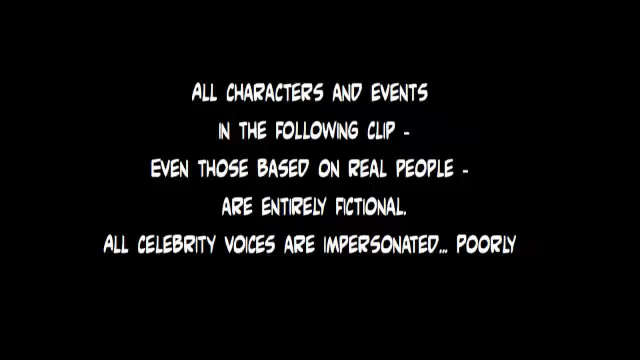 ALL CHARACTERS AND EVENTS
IN THE FOLLOWING CLIP -
EVEN THOSE BASED ON REAL PEOPLE -
ARE ENTIRELY FICTIONAL.
ALL CELEBRITY VOICES ARE IMPERSONATED... POORLY